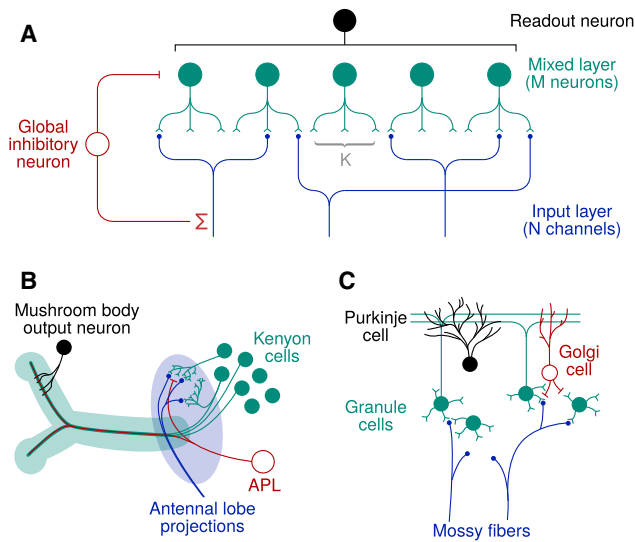 A
Readout neuron
Mixed layer
(M neurons)
Global
inhibitory
neuron
K
Σ
Input layer
(N channels)
B
Mushroom body
output neuron
Kenyon
cells
APL
Antennal lobe
projections
C
Purkinje
cell
Golgi
cell
Granule
cells
Mossy fibers